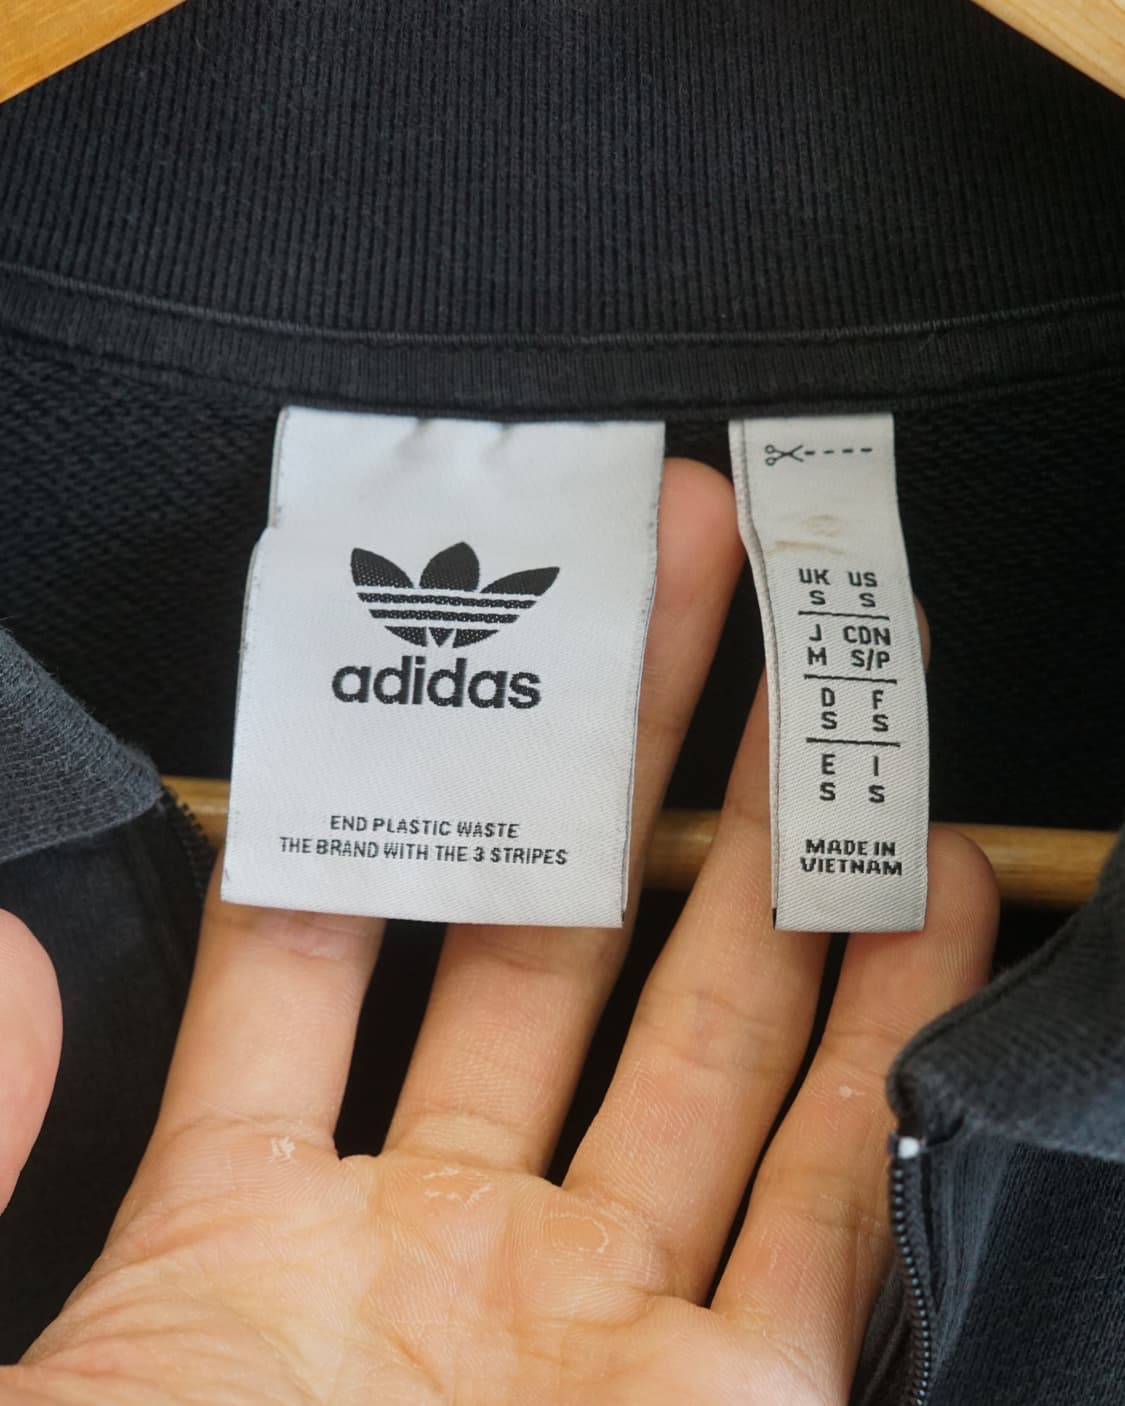 adidas
END PLASTIC WASTE
THE BRAND WITH THE 3 STRIPES
UK US
S S
J CDN
M S/P
D F
S S
E I
S S
MADE IN
VIETNAM